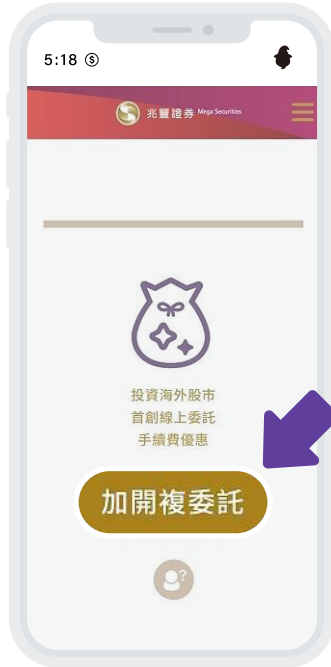 5:18
兆豐證券 Mega Securities
投資海外股市
首創線上委託
手續費優惠
加開複委託
?